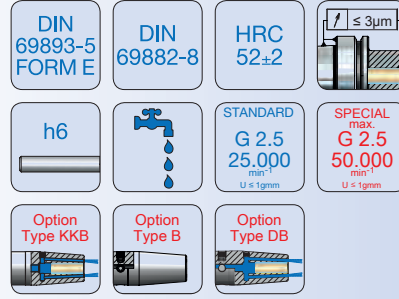 DIN
69893-5
FORM E
DIN
69882-8
HRC
52±2
↗ ≤ 3µm
h6
STANDARD
G 2.5
25.000
min⁻¹
U ≤ 1gmm
SPECIAL
max.
G 2.5
50.000
min⁻¹
U ≤ 1gmm
Option
Type KKB
Option
Type B
Option
Type DB